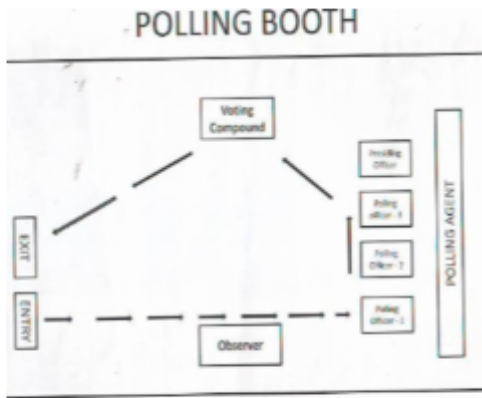 POLLING BOOTH
Voting
Compound
Presiding
Officer
Polling
officer - 3
Polling
Officer - 2
Polling
Officer - 1
POLLING AGENT
EXIT
ENTRY
Observer